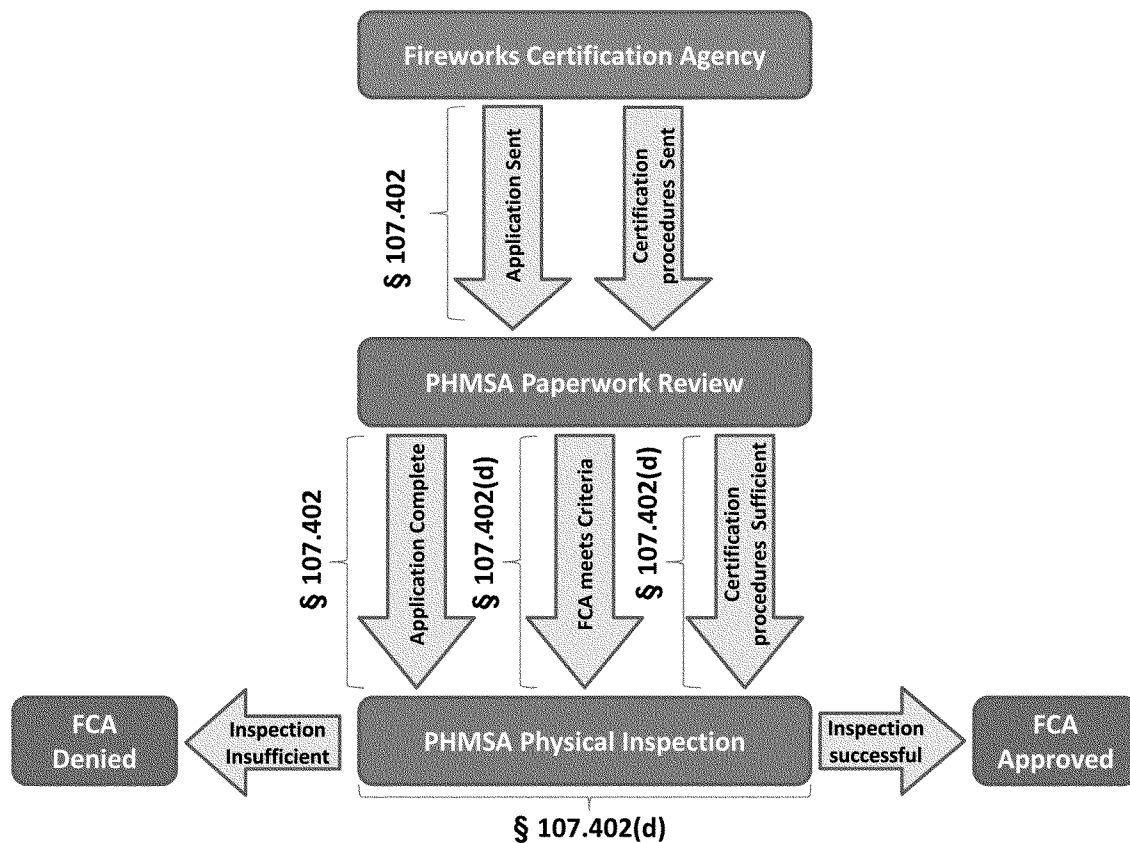 Fireworks Certification Agency
§ 107.402
Application Sent
Certification
procedures Sent
PHMSA Paperwork Review
§ 107.402
Application Complete
§ 107.402(d)
FCA meets Criteria
§ 107.402(d)
Certification
procedures Sufficient
FCA
Denied
Inspection
Insufficient
PHMSA Physical Inspection
Inspection
successful
FCA
Approved
§ 107.402(d)